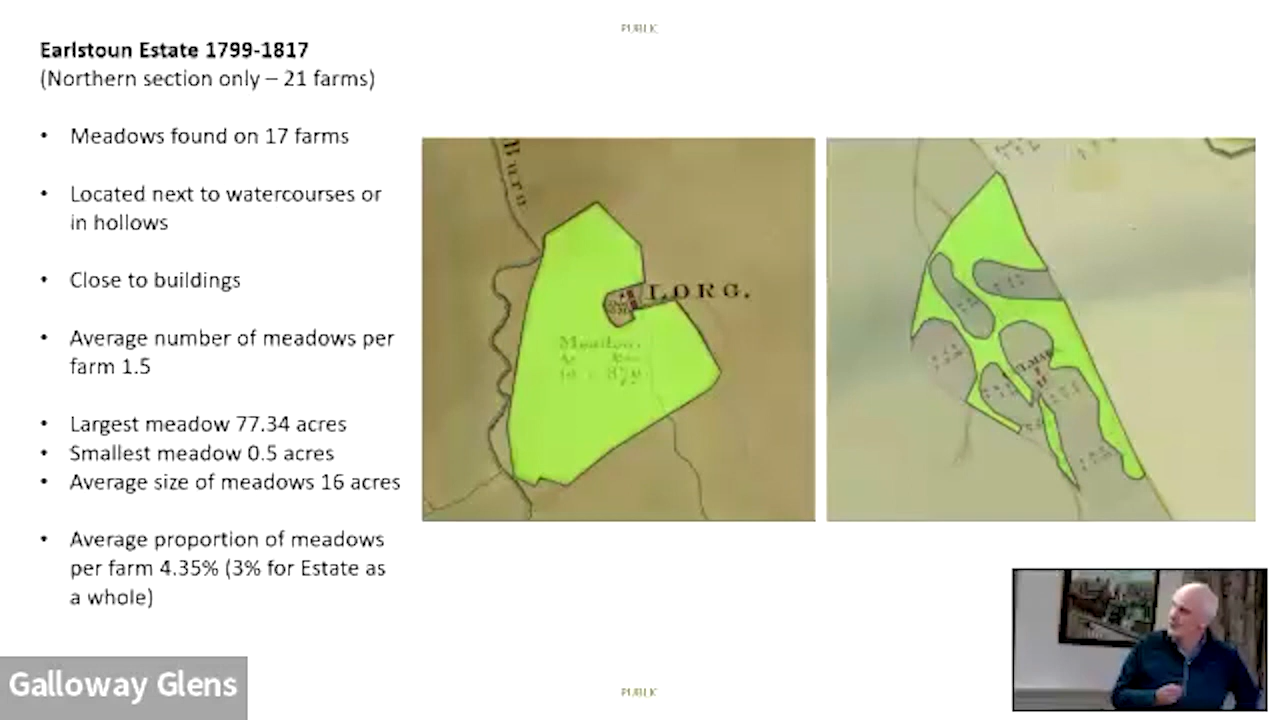 PUBLIC
Earlstoun Estate 1799-1817
(Northern section only – 21 farms)
• Meadows found on 17 farms
• Located next to watercourses or
in hollows
• Close to buildings
• Average number of meadows per
farm 1.5
• Largest meadow 77.34 acres
• Smallest meadow 0.5 acres
• Average size of meadows 16 acres
• Average proportion of meadows
per farm 4.35% (3% for Estate as
a whole)
Burn
LORG.
Meadow.
Galloway Glens
PUBLIC